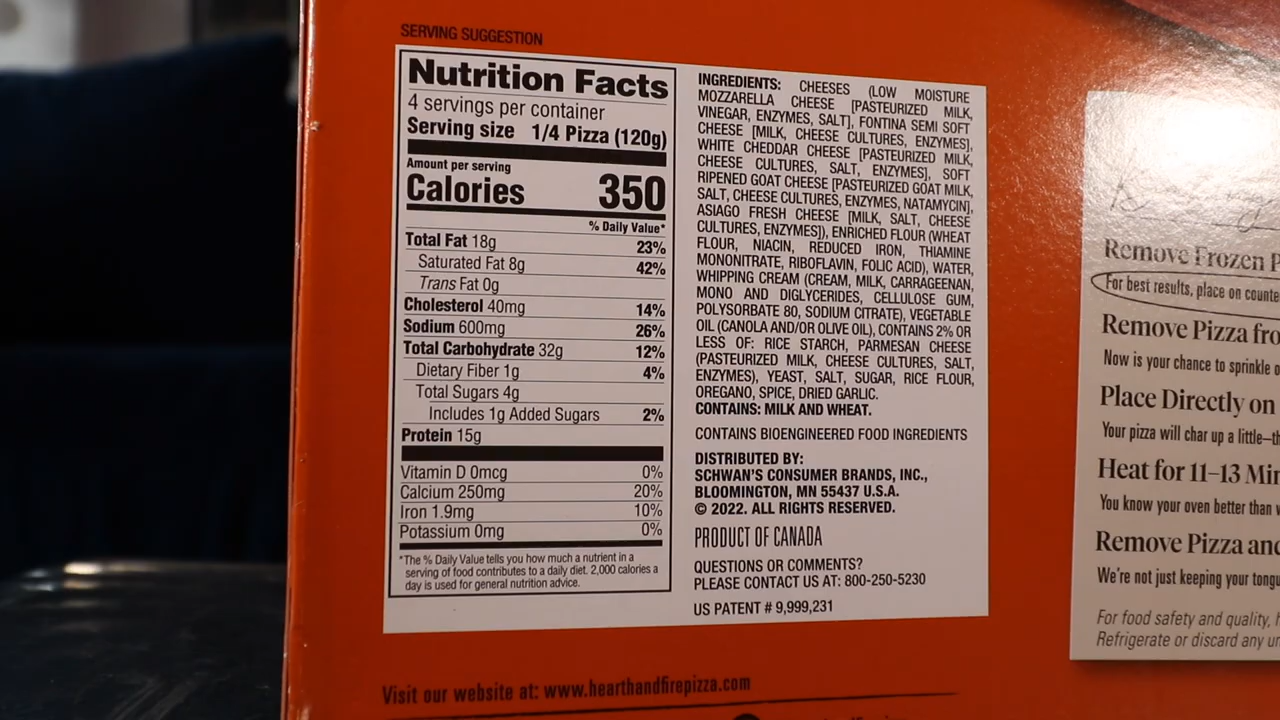 SERVING SUGGESTION
Nutrition Facts
4 servings per container
Serving size 1/4 Pizza (120g)
Amount per serving
Calories 350
% Daily Value*
Total Fat 18g 23%
Saturated Fat 8g 42%
Trans Fat 0g
Cholesterol 40mg 14%
Sodium 600mg 26%
Total Carbohydrate 32g 12%
Dietary Fiber 1g 4%
Total Sugars 4g
Includes 1g Added Sugars 2%
Protein 15g
Vitamin D 0mcg 0%
Calcium 250mg 20%
Iron 1.9mg 10%
Potassium 0mg 0%
*The % Daily Value tells you how much a nutrient in a
serving of food contributes to a daily diet. 2,000 calories a
day is used for general nutrition advice.
INGREDIENTS: CHEESES (LOW MOISTURE
MOZZARELLA CHEESE [PASTEURIZED MILK,
VINEGAR, ENZYMES, SALT], FONTINA SEMI SOFT
CHEESE [MILK, CHEESE CULTURES, ENZYMES],
WHITE CHEDDAR CHEESE [PASTEURIZED MILK,
CHEESE CULTURES, SALT, ENZYMES], SOFT
RIPENED GOAT CHEESE [PASTEURIZED GOAT MILK,
SALT, CHEESE CULTURES, ENZYMES, NATAMYCIN],
ASIAGO FRESH CHEESE [MILK, SALT, CHEESE
CULTURES, ENZYMES]), ENRICHED FLOUR (WHEAT
FLOUR, NIACIN, REDUCED IRON, THIAMINE
MONONITRATE, RIBOFLAVIN, FOLIC ACID), WATER,
WHIPPING CREAM (CREAM, MILK, CARRAGEENAN,
MONO AND DIGLYCERIDES, CELLULOSE GUM,
POLYSORBATE 80, SODIUM CITRATE), VEGETABLE
OIL (CANOLA AND/OR OLIVE OIL), CONTAINS 2% OR
LESS OF: RICE STARCH, PARMESAN CHEESE
(PASTEURIZED MILK, CHEESE CULTURES, SALT,
ENZYMES), YEAST, SALT, SUGAR, RICE FLOUR,
OREGANO, SPICE, DRIED GARLIC.
CONTAINS: MILK AND WHEAT.
CONTAINS BIOENGINEERED FOOD INGREDIENTS
DISTRIBUTED BY:
SCHWAN'S CONSUMER BRANDS, INC.,
BLOOMINGTON, MN 55437 U.S.A.
© 2022. ALL RIGHTS RESERVED.
PRODUCT OF CANADA
QUESTIONS OR COMMENTS?
PLEASE CONTACT US AT: 800-250-5230
US PATENT # 9,999,231
Visit our website at: www.hearthandfirepizza.com
Remove Frozen
For best results, place on
Remove Pizza
Now is your chance to sprinkle
Place Directly on
Your pizza will char up a little–
Heat for 11–13
You know your oven better than
Remove Pizza
We're not just keeping your
For food safety and quality,
Refrigerate or discard any